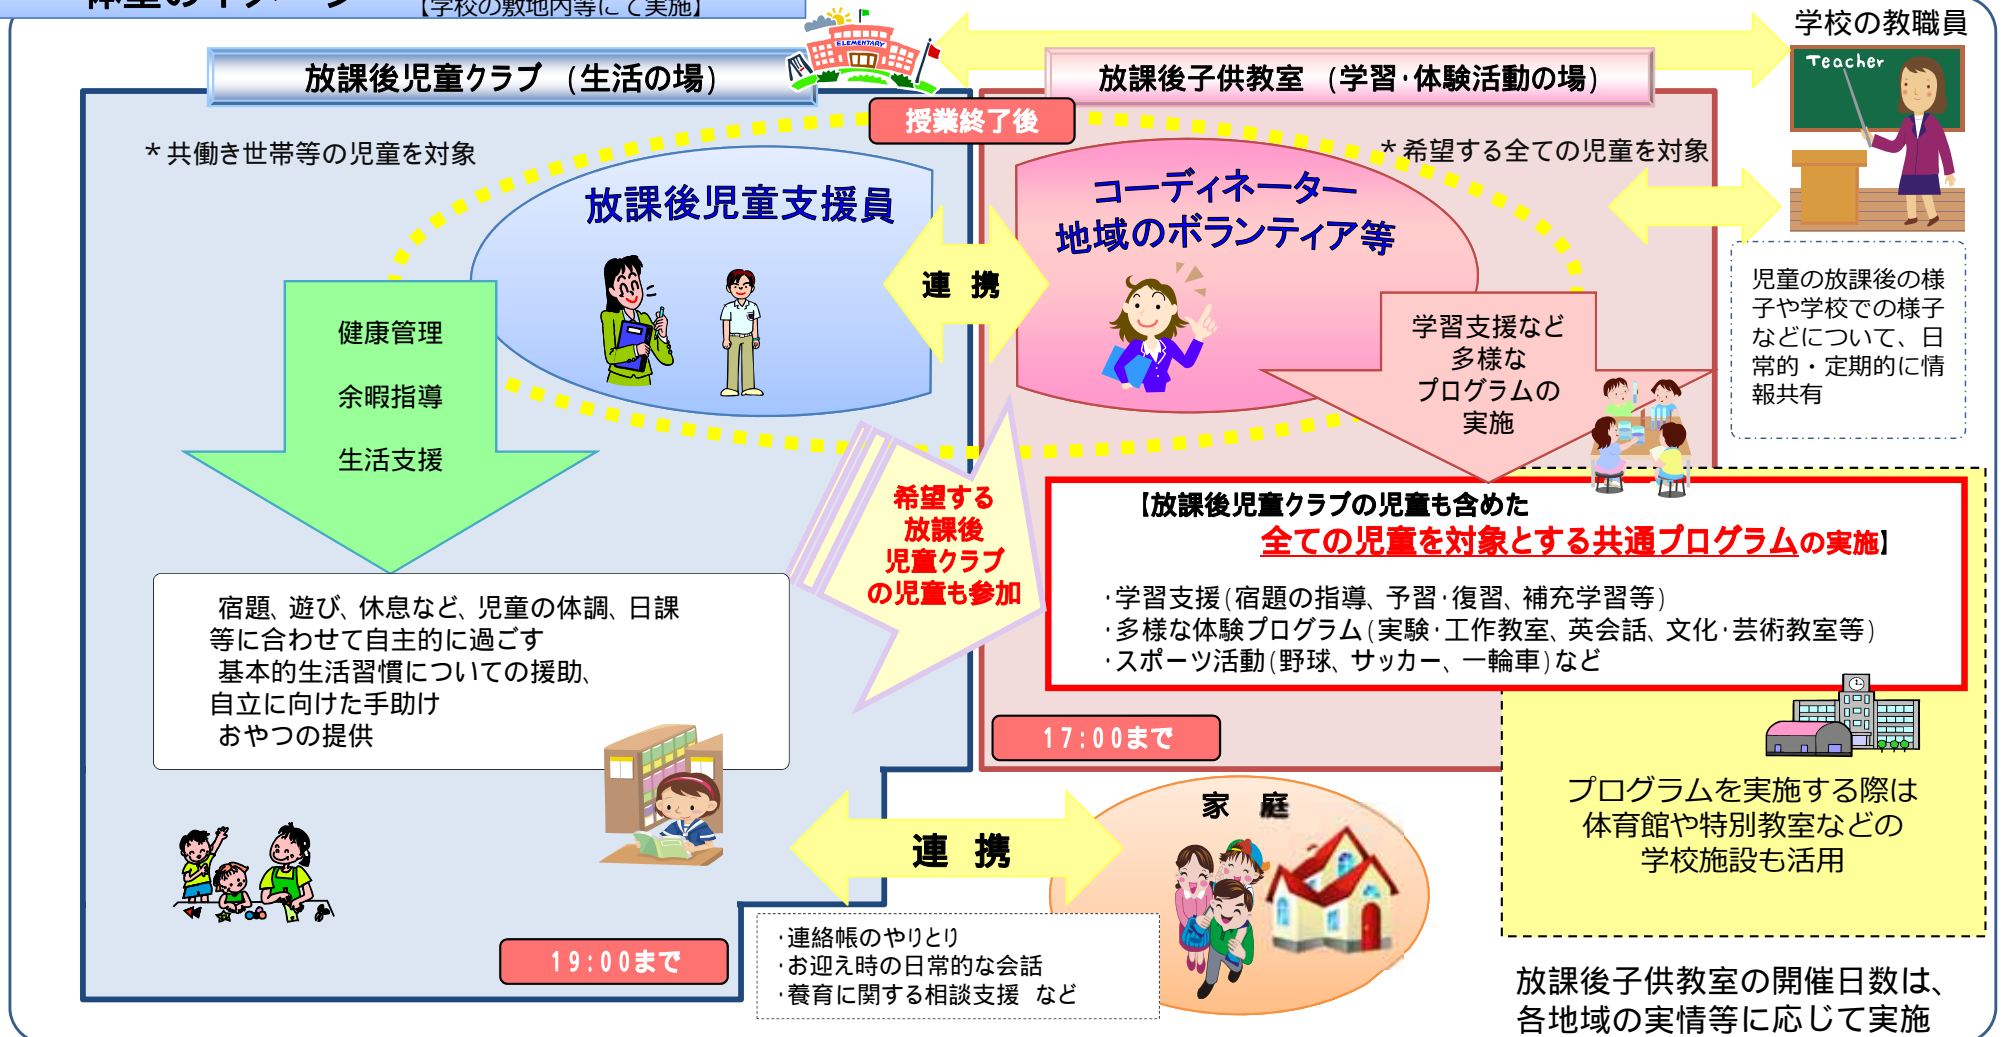 【学校の敷地内等にて実施】
学校の教職員
ELEMENTARY
Teacher
放課後児童クラブ (生活の場)
放課後子供教室 (学習・体験活動の場)
授業終了後
*共働き世帯等の児童を対象
*希望する全ての児童を対象
放課後児童支援員
コーディネーター
地域のボランティア等
連 携
児童の放課後の様
子や学校での様子
などについて、日
常的・定期的に情
報共有
健康管理
余暇指導
生活支援
学習支援など
多様な
プログラムの
実施
希望する
放課後
児童クラブ
の児童も参加
【放課後児童クラブの児童も含めた
全ての児童を対象とする共通プログラムの実施】
・学習支援(宿題の指導、予習・復習、補充学習等)
・多様な体験プログラム(実験・工作教室、英会話、文化・芸術教室等)
・スポーツ活動(野球、サッカー、一輪車)など
宿題、遊び、休息など、児童の体調、日課
等に合わせて自主的に過ごす
基本的生活習慣についての援助、
自立に向けた手助け
おやつの提供
17:00まで
プログラムを実施する際は
体育館や特別教室などの
学校施設も活用
家 庭
連 携
19:00まで
・連絡帳のやりとり
・お迎え時の日常的な会話
・養育に関する相談支援 など
放課後子供教室の開催日数は、
各地域の実情等に応じて実施